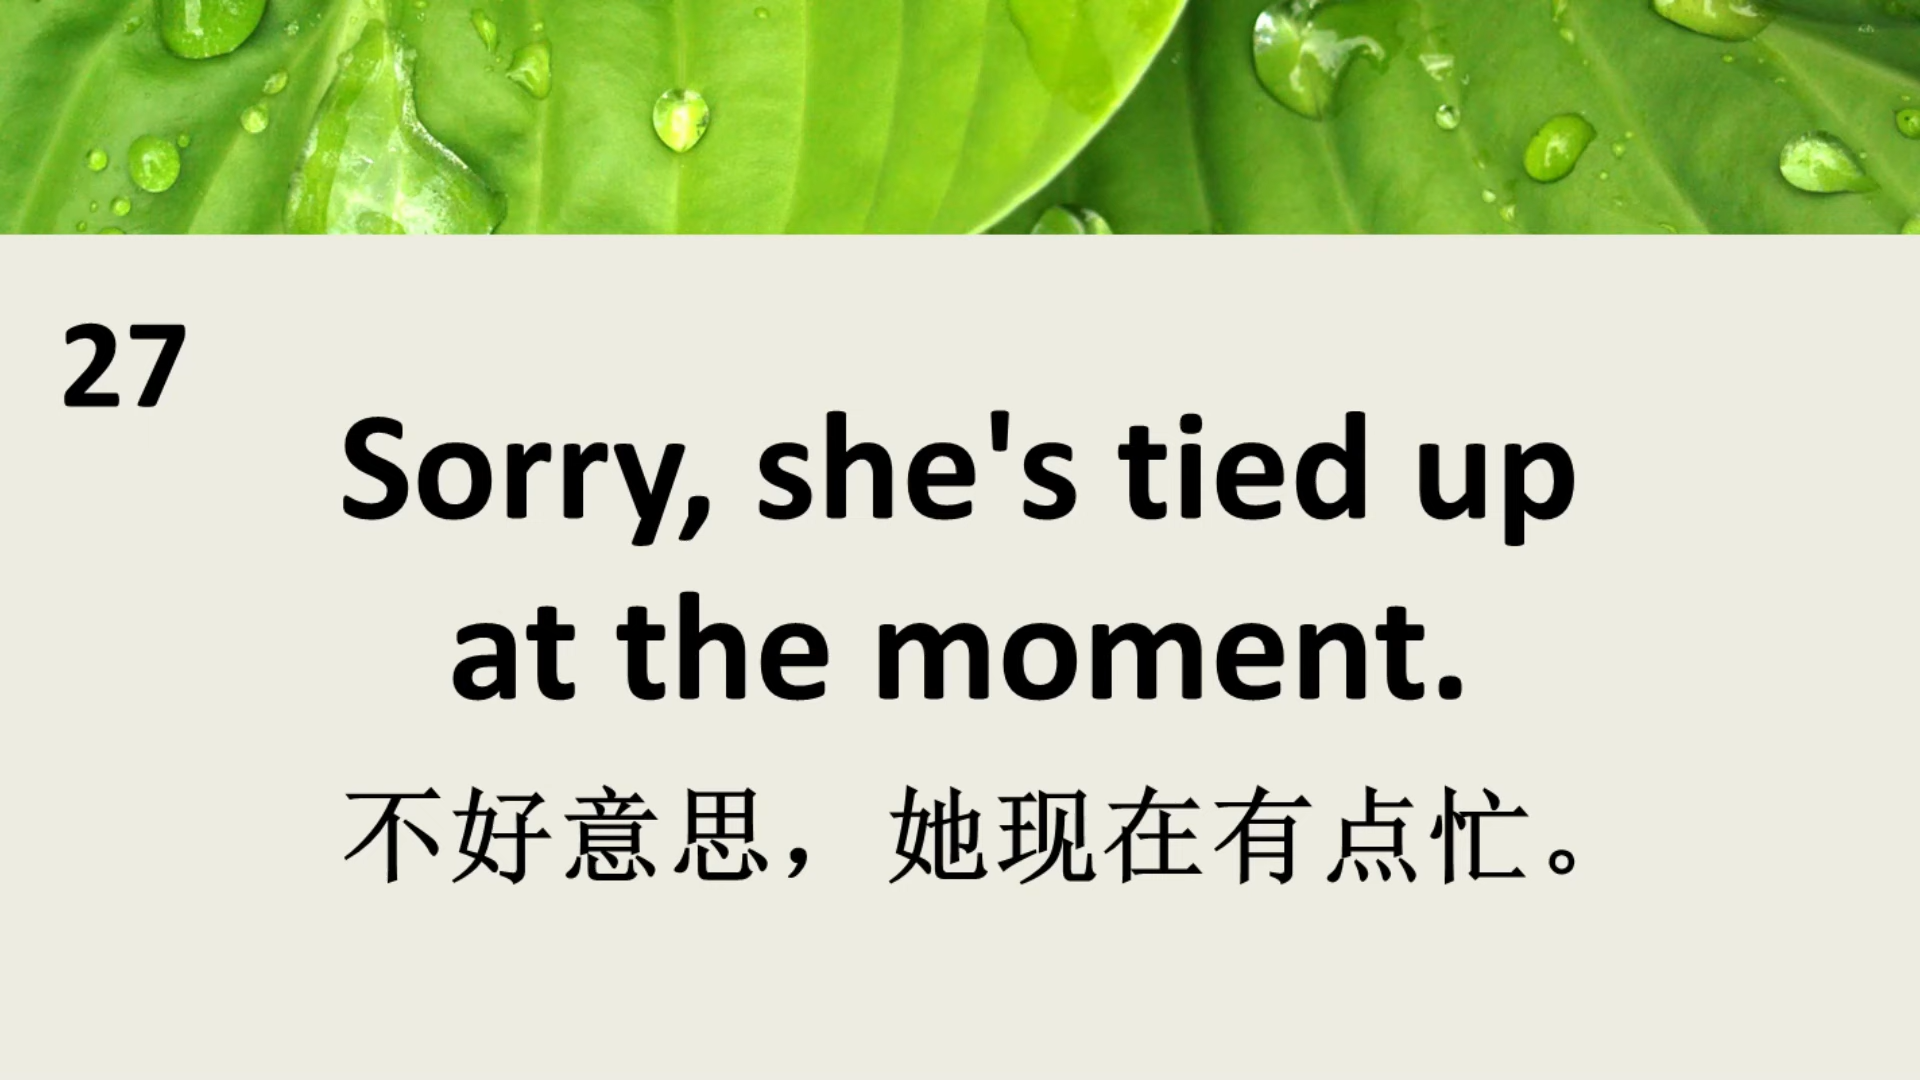 27
Sorry, she's tied up
at the moment.
不好意思，她现在有点忙。